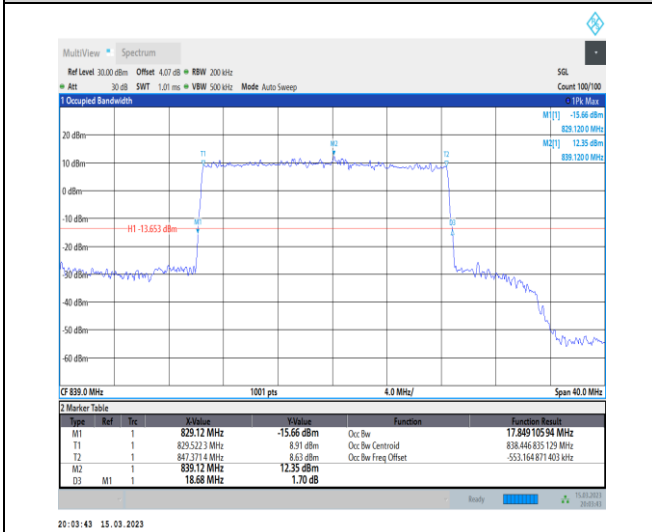 MultiView Spectrum
Ref Level 30.00 dBm Offset 4.07 dB RBW 200 kHz SGL
Att 30 dB SWT 1.01 ms VBW 500 kHz Mode Auto Sweep Count 100/100
1 Occupied Bandwidth 1Pk Max
M1[1] -15.66 dBm
829.120 0 MHz
M2[1] 12.35 dBm
839.120 0 MHz
20 dBm
M2
T1 T2
10 dBm
0 dBm
-10 dBm
M1 D3
H1 -13.653 dBm
-20 dBm
-30 dBm
-40 dBm
-50 dBm
-60 dBm
CF 839.0 MHz 1001 pts 4.0 MHz/ Span 40.0 MHz
2 Marker Table
Type Ref Trc X-Value Y-Value Function Function Result
M1 1 829.12 MHz -15.66 dBm Occ Bw 17.849 105 94 MHz
T1 1 829.522 3 MHz 8.91 dBm Occ Bw Centroid 838.446 835 129 MHz
T2 1 847.371 4 MHz 8.63 dBm Occ Bw Freq Offset -553.164 871 403 kHz
M2 1 839.12 MHz 12.35 dBm
D3 M1 1 18.68 MHz 1.70 dB
Ready 15.03.2023
20:03:43
20:03:43 15.03.2023